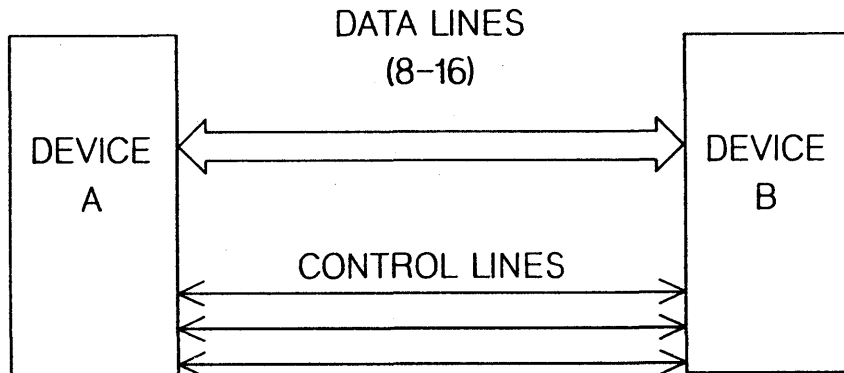 DATA LINES
(8-16)
DEVICE
A
DEVICE
B
CONTROL LINES